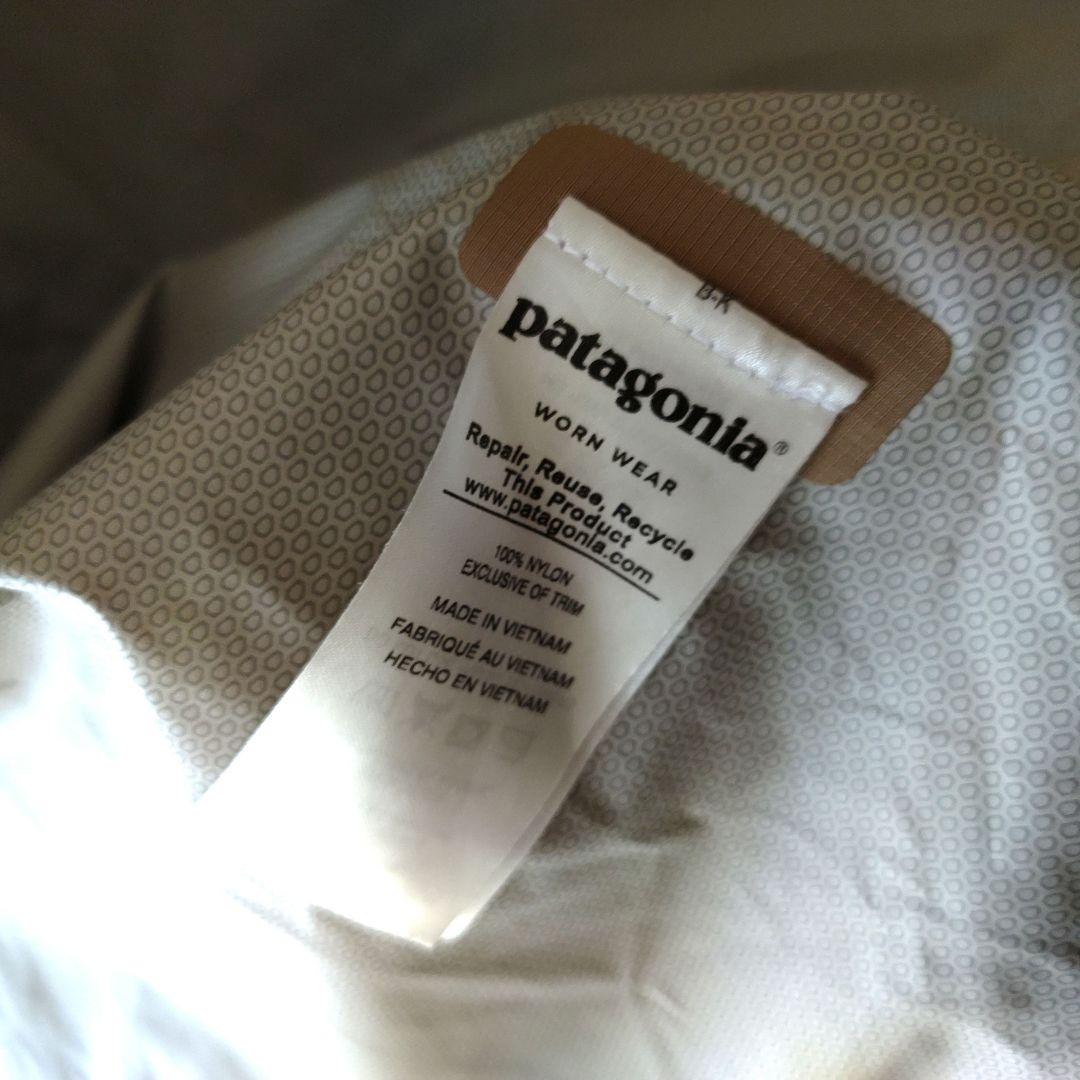 B-K
patagonia®
WORN WEAR
Repair, Reuse, Recycle
This Product
www.patagonia.com
100% NYLON
EXCLUSIVE OF TRIM
MADE IN VIETNAM
FABRIQUÉ AU VIETNAM
HECHO EN VIETNAM